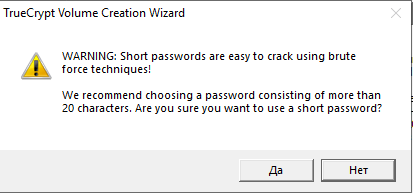 TrueCrypt Volume Creation Wizard
WARNING: Short passwords are easy to crack using brute
force techniques!
We recommend choosing a password consisting of more than
20 characters. Are you sure you want to use a short password?
Да
Нет